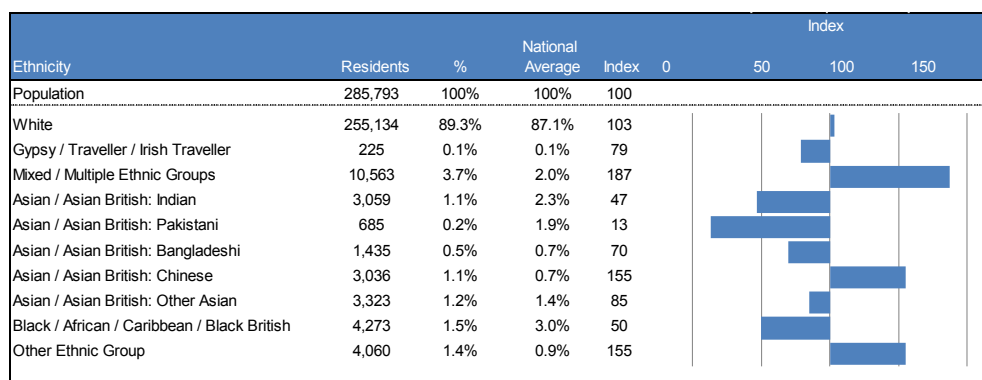 Index
National
Ethnicity Residents % Average Index 0 50 100 150
Population 285,793 100% 100% 100
White 255,134 89.3% 87.1% 103
Gypsy / Traveller / Irish Traveller 225 0.1% 0.1% 79
Mixed / Multiple Ethnic Groups 10,563 3.7% 2.0% 187
Asian / Asian British: Indian 3,059 1.1% 2.3% 47
Asian / Asian British: Pakistani 685 0.2% 1.9% 13
Asian / Asian British: Bangladeshi 1,435 0.5% 0.7% 70
Asian / Asian British: Chinese 3,036 1.1% 0.7% 155
Asian / Asian British: Other Asian 3,323 1.2% 1.4% 85
Black / African / Caribbean / Black British 4,273 1.5% 3.0% 50
Other Ethnic Group 4,060 1.4% 0.9% 155